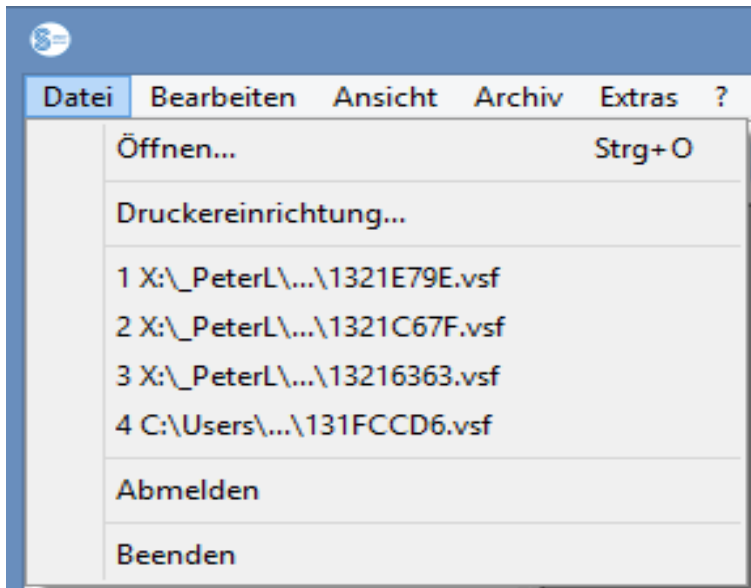 Datei Bearbeiten Ansicht Archiv Extras ?
Öffnen... Strg+O
Druckereinrichtung...
1 X:\_PeterL\...\1321E79E.vsf
2 X:\_PeterL\...\1321C67F.vsf
3 X:\_PeterL\...\13216363.vsf
4 C:\Users\...\131FCCD6.vsf
Abmelden
Beenden